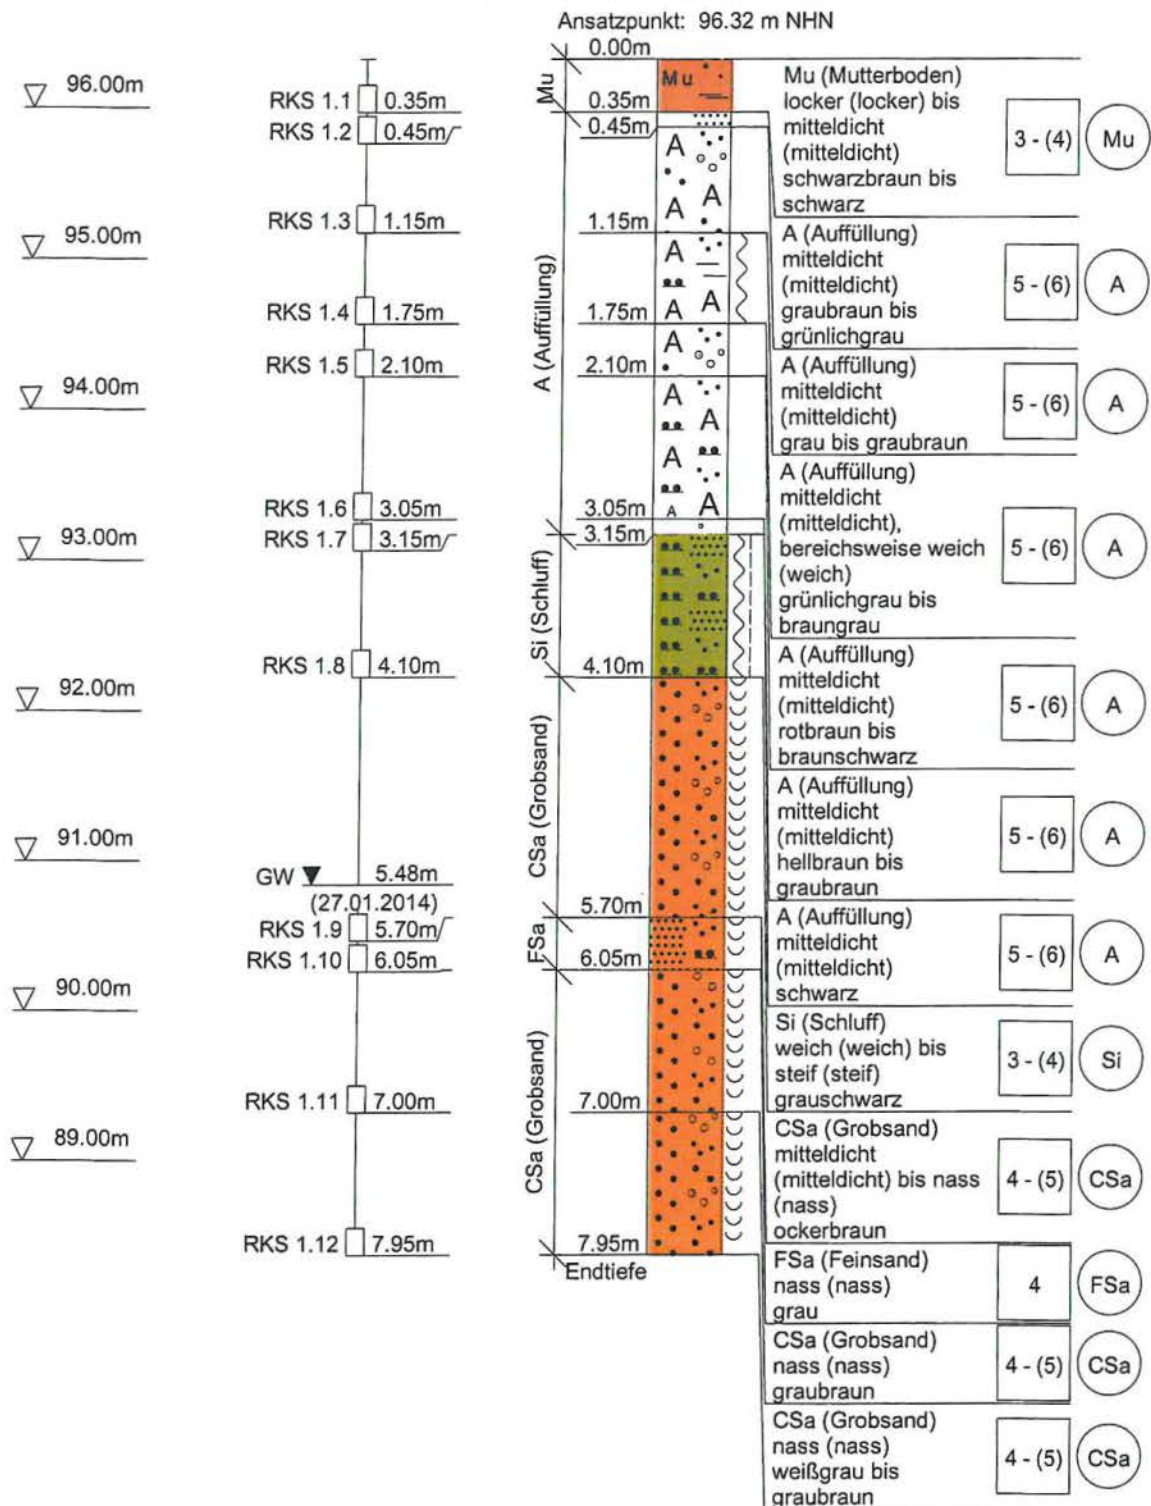 Ansatzpunkt: 96.32 m NHN
96.00m
95.00m
94.00m
93.00m
92.00m
91.00m
90.00m
89.00m
RKS 1.1 0.35m
RKS 1.2 0.45m
RKS 1.3 1.15m
RKS 1.4 1.75m
RKS 1.5 2.10m
RKS 1.6 3.05m
RKS 1.7 3.15m
RKS 1.8 4.10m
GW 5.48m
(27.01.2014)
RKS 1.9 5.70m
RKS 1.10 6.05m
RKS 1.11 7.00m
RKS 1.12 7.95m
Mu
A (Auffüllung)
Si (Schluff)
CSa (Grobsand)
FSa
CSa (Grobsand)
0.00m
0.35m
0.45m
1.15m
1.75m
2.10m
3.05m
3.15m
4.10m
5.70m
6.05m
7.00m
7.95m
Endtiefe
Mu
A
A
A
A
A
A
A
A
A
A
A
A
Mu (Mutterboden)
locker (locker) bis
mitteldicht
(mitteldicht)
schwarzbraun bis
schwarz
3 - (4) Mu
A (Auffüllung)
mitteldicht
(mitteldicht)
graubraun bis
grünlichgrau
5 - (6) A
A (Auffüllung)
mitteldicht
(mitteldicht)
grau bis graubraun
5 - (6) A
A (Auffüllung)
mitteldicht
(mitteldicht),
bereichsweise weich
(weich)
grünlichgrau bis
braungrau
5 - (6) A
A (Auffüllung)
mitteldicht
(mitteldicht)
rotbraun bis
braunschwarz
5 - (6) A
A (Auffüllung)
mitteldicht
(mitteldicht)
hellbraun bis
graubraun
5 - (6) A
A (Auffüllung)
mitteldicht
(mitteldicht)
schwarz
5 - (6) A
Si (Schluff)
weich (weich) bis
steif (steif)
grauschwarz
3 - (4) Si
CSa (Grobsand)
mitteldicht
(mitteldicht) bis nass
(nass)
ockerbraun
4 - (5) CSa
FSa (Feinsand)
nass (nass)
grau
4 FSa
CSa (Grobsand)
nass (nass)
graubraun
4 - (5) CSa
CSa (Grobsand)
nass (nass)
weißgrau bis
graubraun
4 - (5) CSa